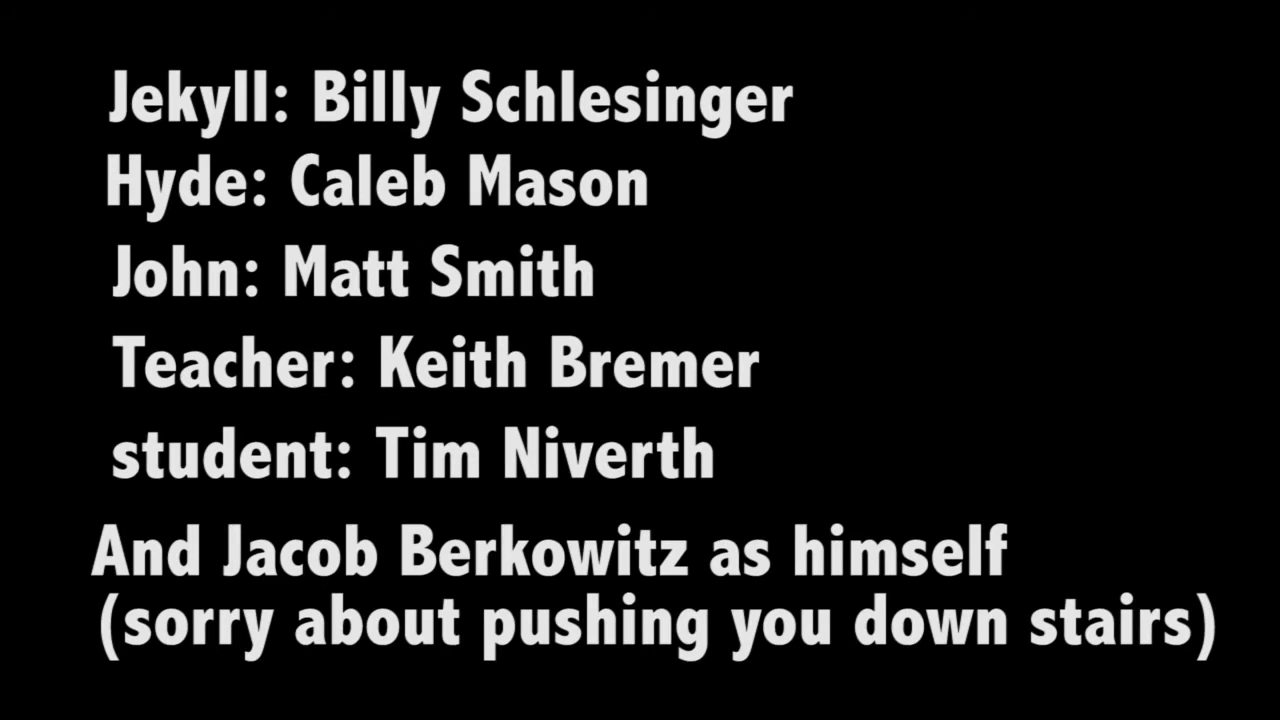 Jekyll: Billy Schlesinger
Hyde: Caleb Mason
John: Matt Smith
Teacher: Keith Bremer
student: Tim Niverth
And Jacob Berkowitz as himself
(sorry about pushing you down stairs)